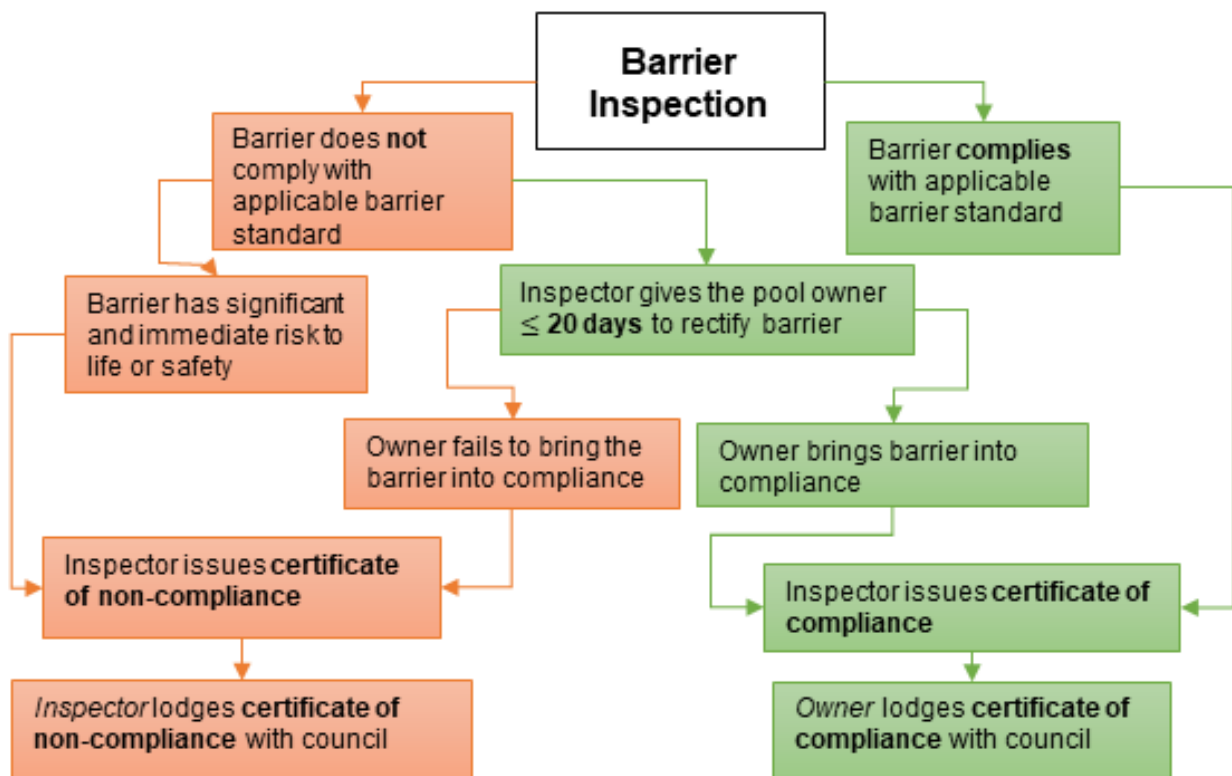 Barrier
Inspection
Barrier does not
comply with
applicable barrier
standard
Barrier complies
with applicable
barrier standard
Barrier has significant
and immediate risk to
life or safety
Inspector gives the pool owner
≤ 20 days to rectify barrier
Owner fails to bring the
barrier into compliance
Owner brings barrier into
compliance
Inspector issues certificate
of non-compliance
Inspector issues certificate of
compliance
Inspector lodges certificate of
non-compliance with council
Owner lodges certificate of
compliance with council